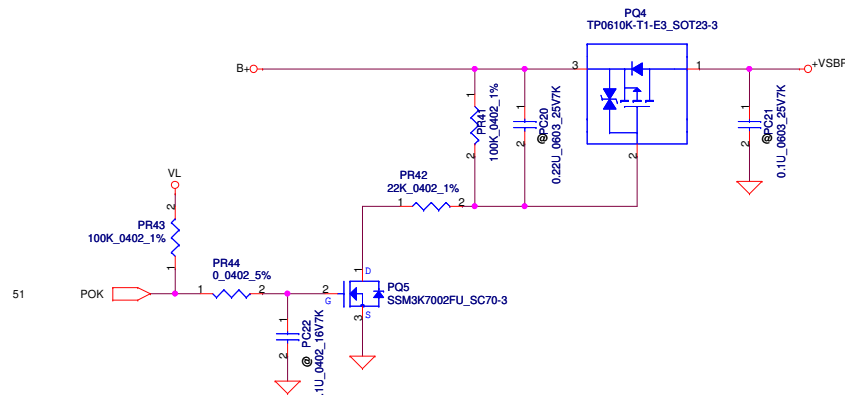 PQ4
TP0610K-T1-E3_SOT23-3
B+
3
1
+VSBP
1
PR41
100K_0402_1%
2
1
@PC20
0.22U_0603_25V7K
2
2
1
@PC21
0.1U_0603_25V7K
2
VL
PR42
22K_0402_1%
1
2
2
PR43
100K_0402_1%
1
PR44
0_0402_5%
51
POK
1
2
2
G
1
D
PQ5
SSM3K7002FU_SC70-3
3
S
1
@ PC22
.1U_0402_16V7K
2